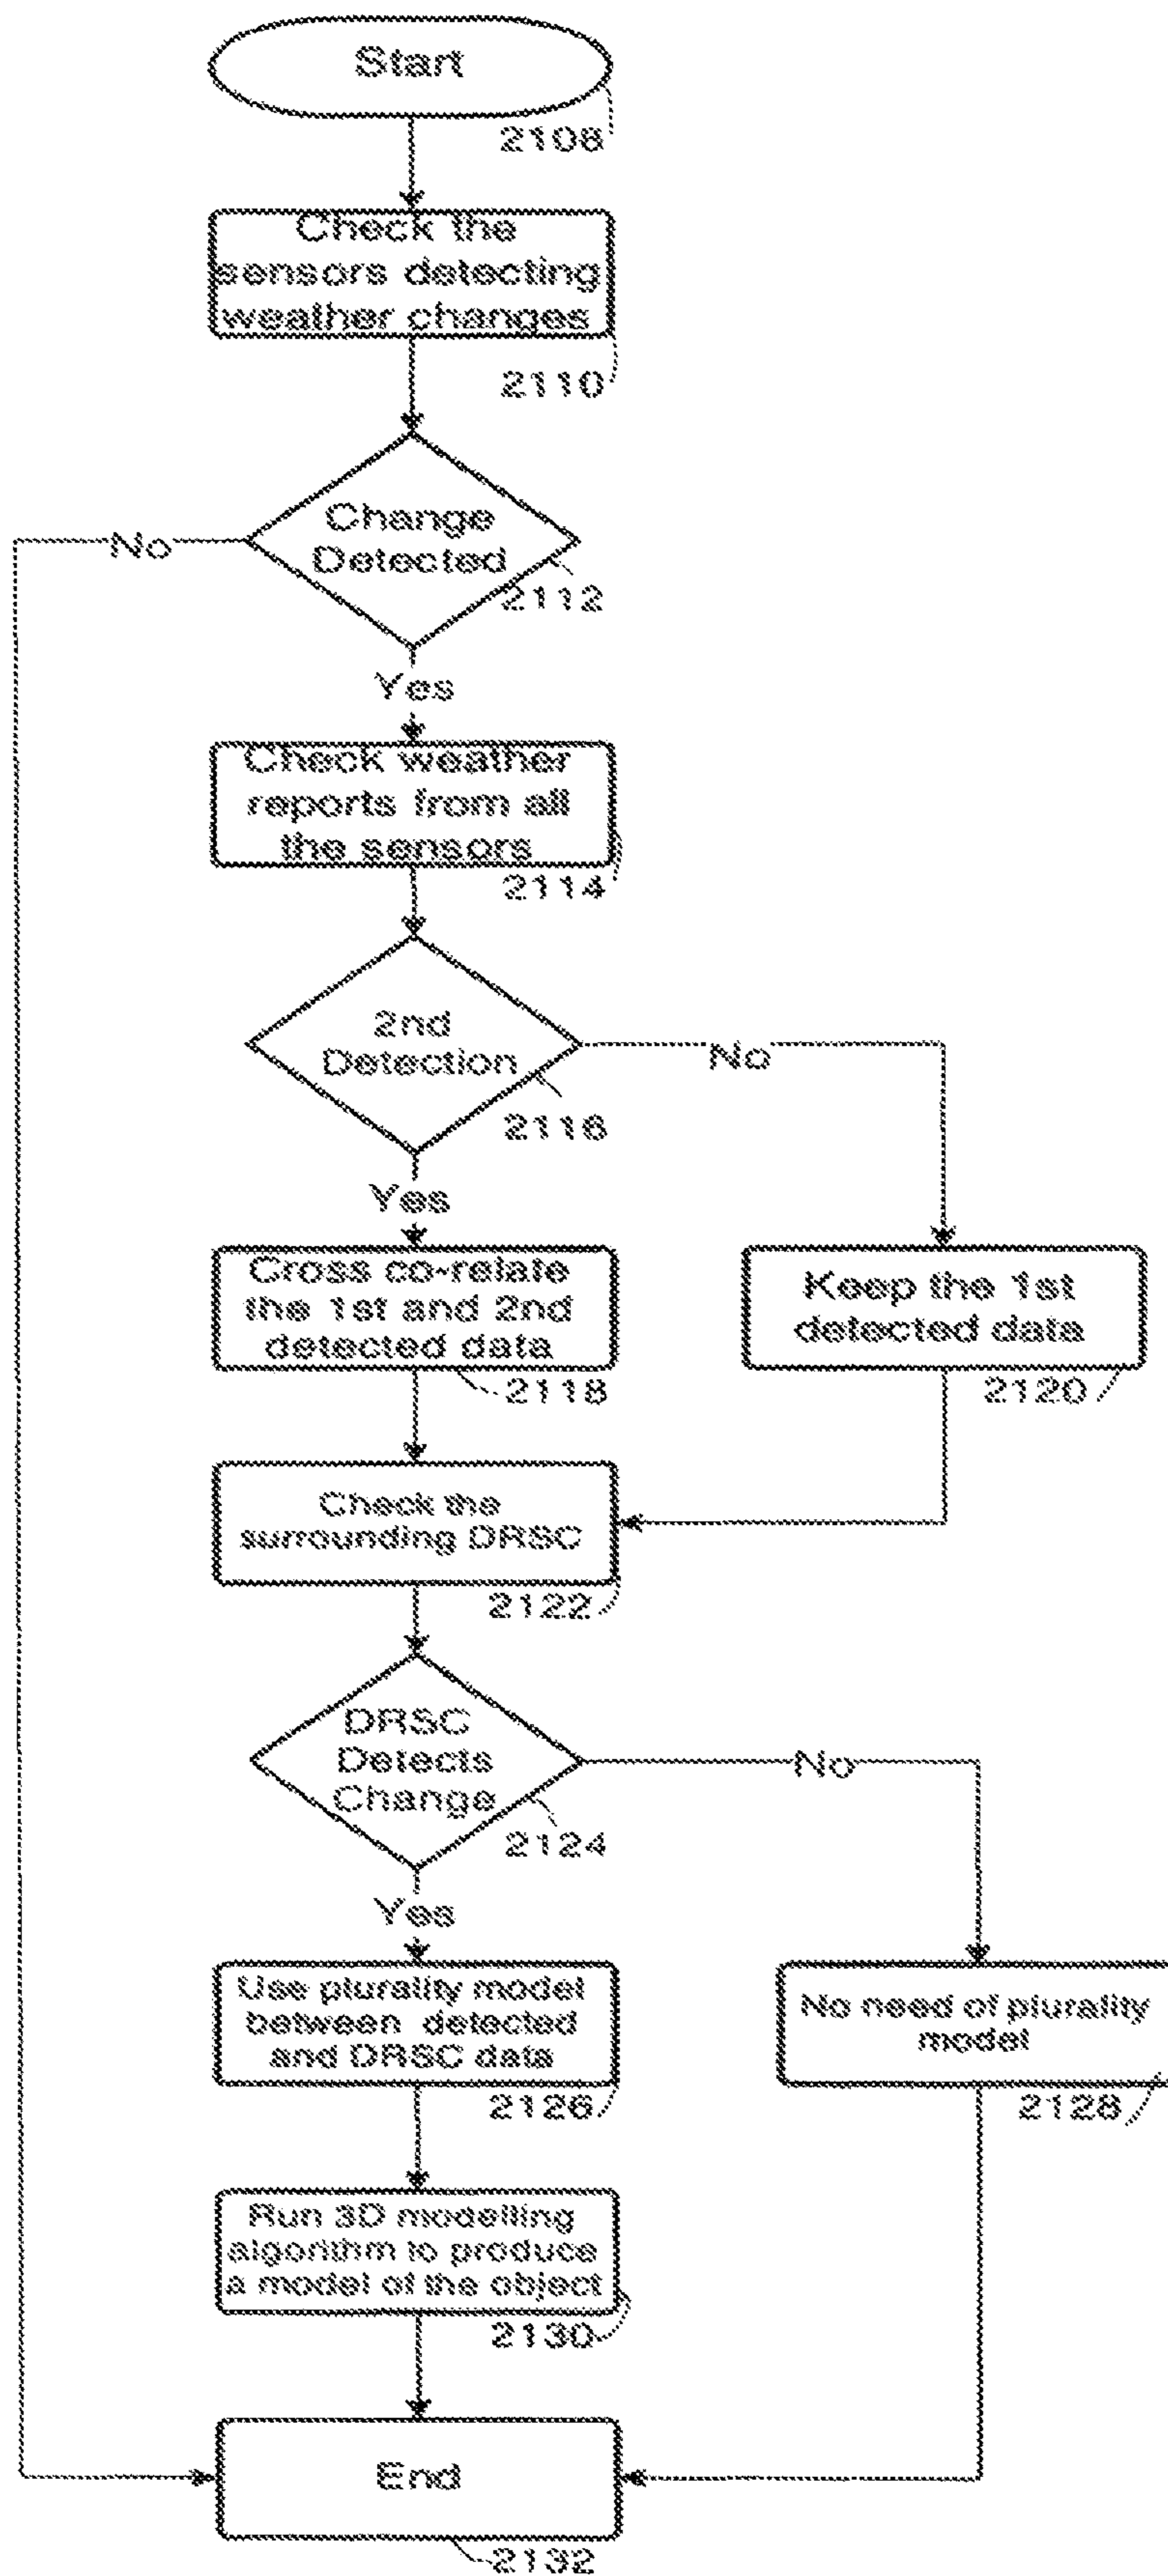 Start
2108
Check the
sensors detecting
weather changes
2110
Change
Detected
2112
No
Yes
Check weather
reports from all
the sensors
2114
2nd
Detection
2116
No
Yes
Cross co-relate
the 1st and 2nd
detected data
2118
Keep the 1st
detected data
2120
Check the
surrounding DRSC
2122
DRSC
Detects
Change
2124
No
Yes
Use plurality model
between detected
and DRSC data
2126
No need of plurality
model
2128
Run 3D modelling
algorithm to produce
a model of the object
2130
End
2132